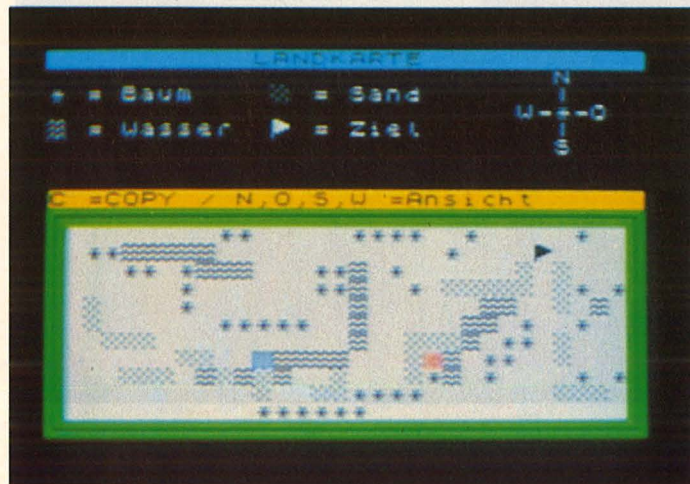 LANDKARTE
* = Baum = Sand
= Wasser = Ziel
N
W-+-O
S
C =COPY / N,O,S,W =Ansicht